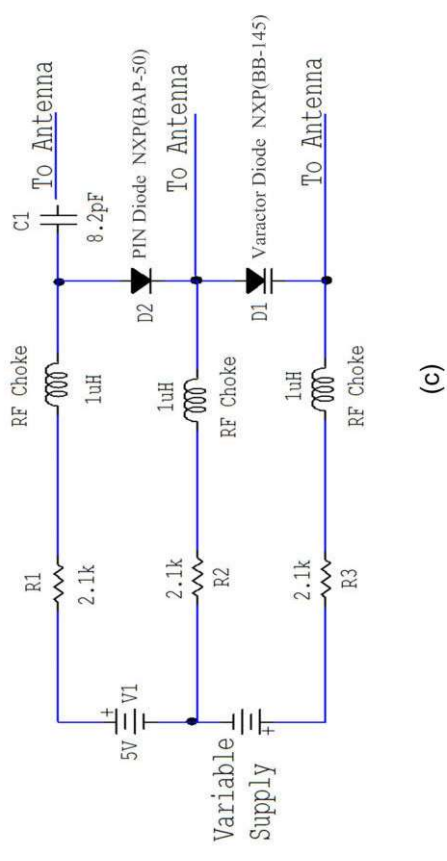 RF Choke
C1
To Antenna
R1
1uH
8.2pF
2.1k
+
5V
V1
D2
PIN Diode NXP(BAP-50)
1uH
To Antenna
2.1k
R2
RF Choke
Variable
Supply
+
D1
Varactor Diode NXP(BB-145)
1uH
To Antenna
2.1k
R3
RF Choke
(c)